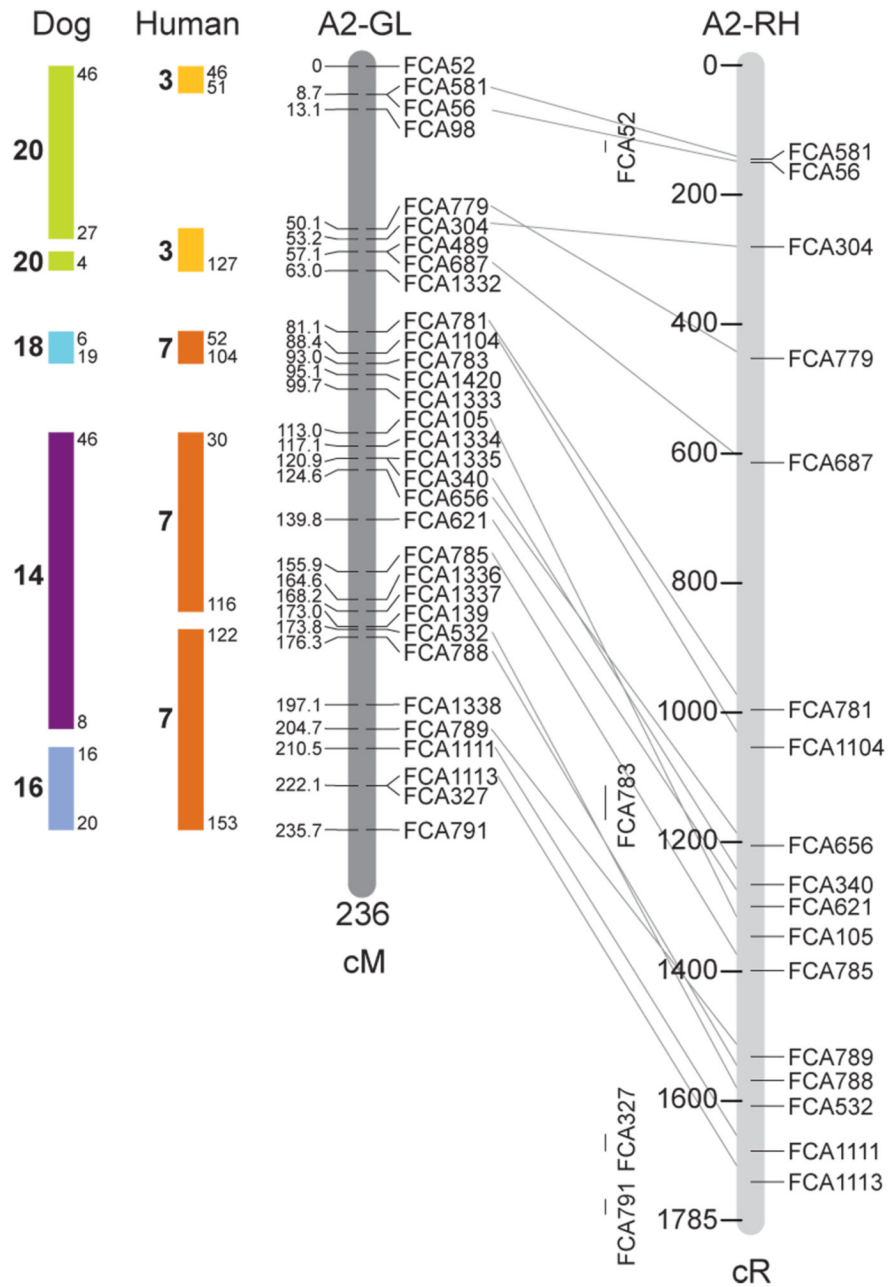 Dog
Human
A2-GL
A2-RH
46
20
27
20
4
6
18
19
46
14
8
16
16
20
3
46
51
3
127
52
7
104
30
7
116
122
7
153
0
8.7
13.1
50.1
53.2
57.1
63.0
81.1
88.4
93.0
95.1
99.7
113.0
117.1
120.9
124.6
139.8
155.9
164.6
168.2
173.0
173.8
176.3
197.1
204.7
210.5
222.1
235.7
FCA52
FCA581
FCA56
FCA98
FCA779
FCA304
FCA489
FCA687
FCA1332
FCA781
FCA1104
FCA783
FCA1420
FCA1333
FCA105
FCA1334
FCA1335
FCA340
FCA656
FCA621
FCA785
FCA1336
FCA1337
FCA139
FCA532
FCA788
FCA1338
FCA789
FCA1111
FCA1113
FCA327
FCA791
236
cM
FCA52
FCA783
FCA327
FCA791
0
200
400
600
800
1000
1200
1400
1600
1785
FCA581
FCA56
FCA304
FCA779
FCA687
FCA781
FCA1104
FCA656
FCA340
FCA621
FCA105
FCA785
FCA789
FCA788
FCA532
FCA1111
FCA1113
cR